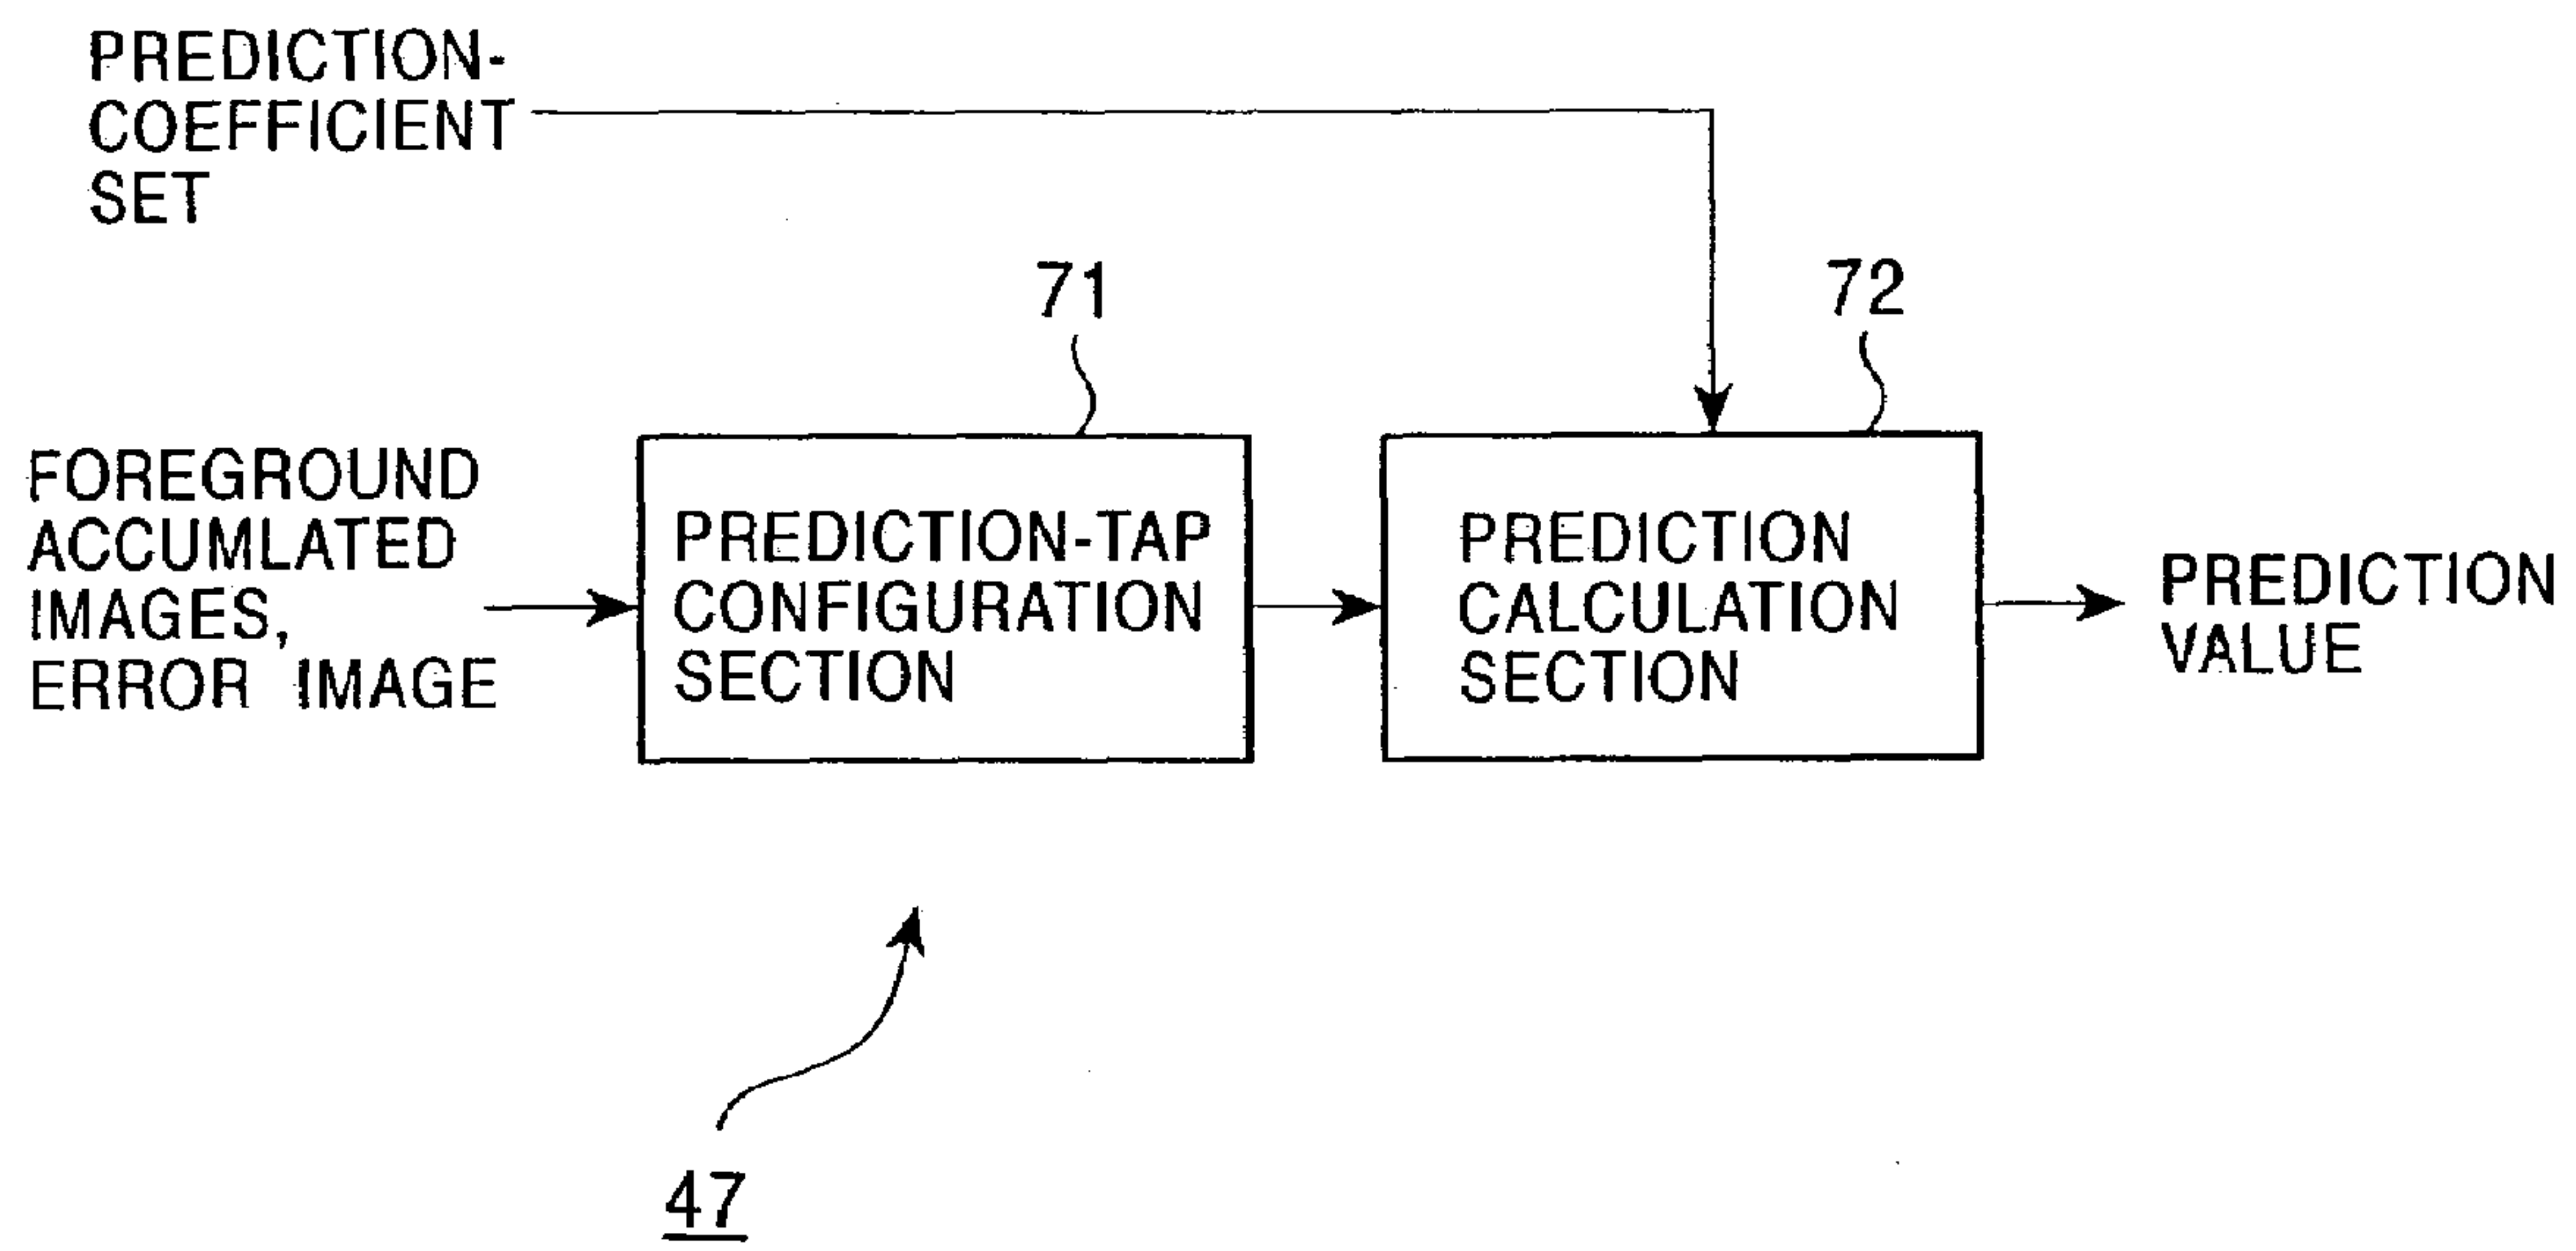 PREDICTION-
COEFFICIENT
SET
71
72
FOREGROUND
ACCUMLATED
IMAGES,
ERROR IMAGE
PREDICTION-TAP
CONFIGURATION
SECTION
PREDICTION
CALCULATION
SECTION
PREDICTION
VALUE
47